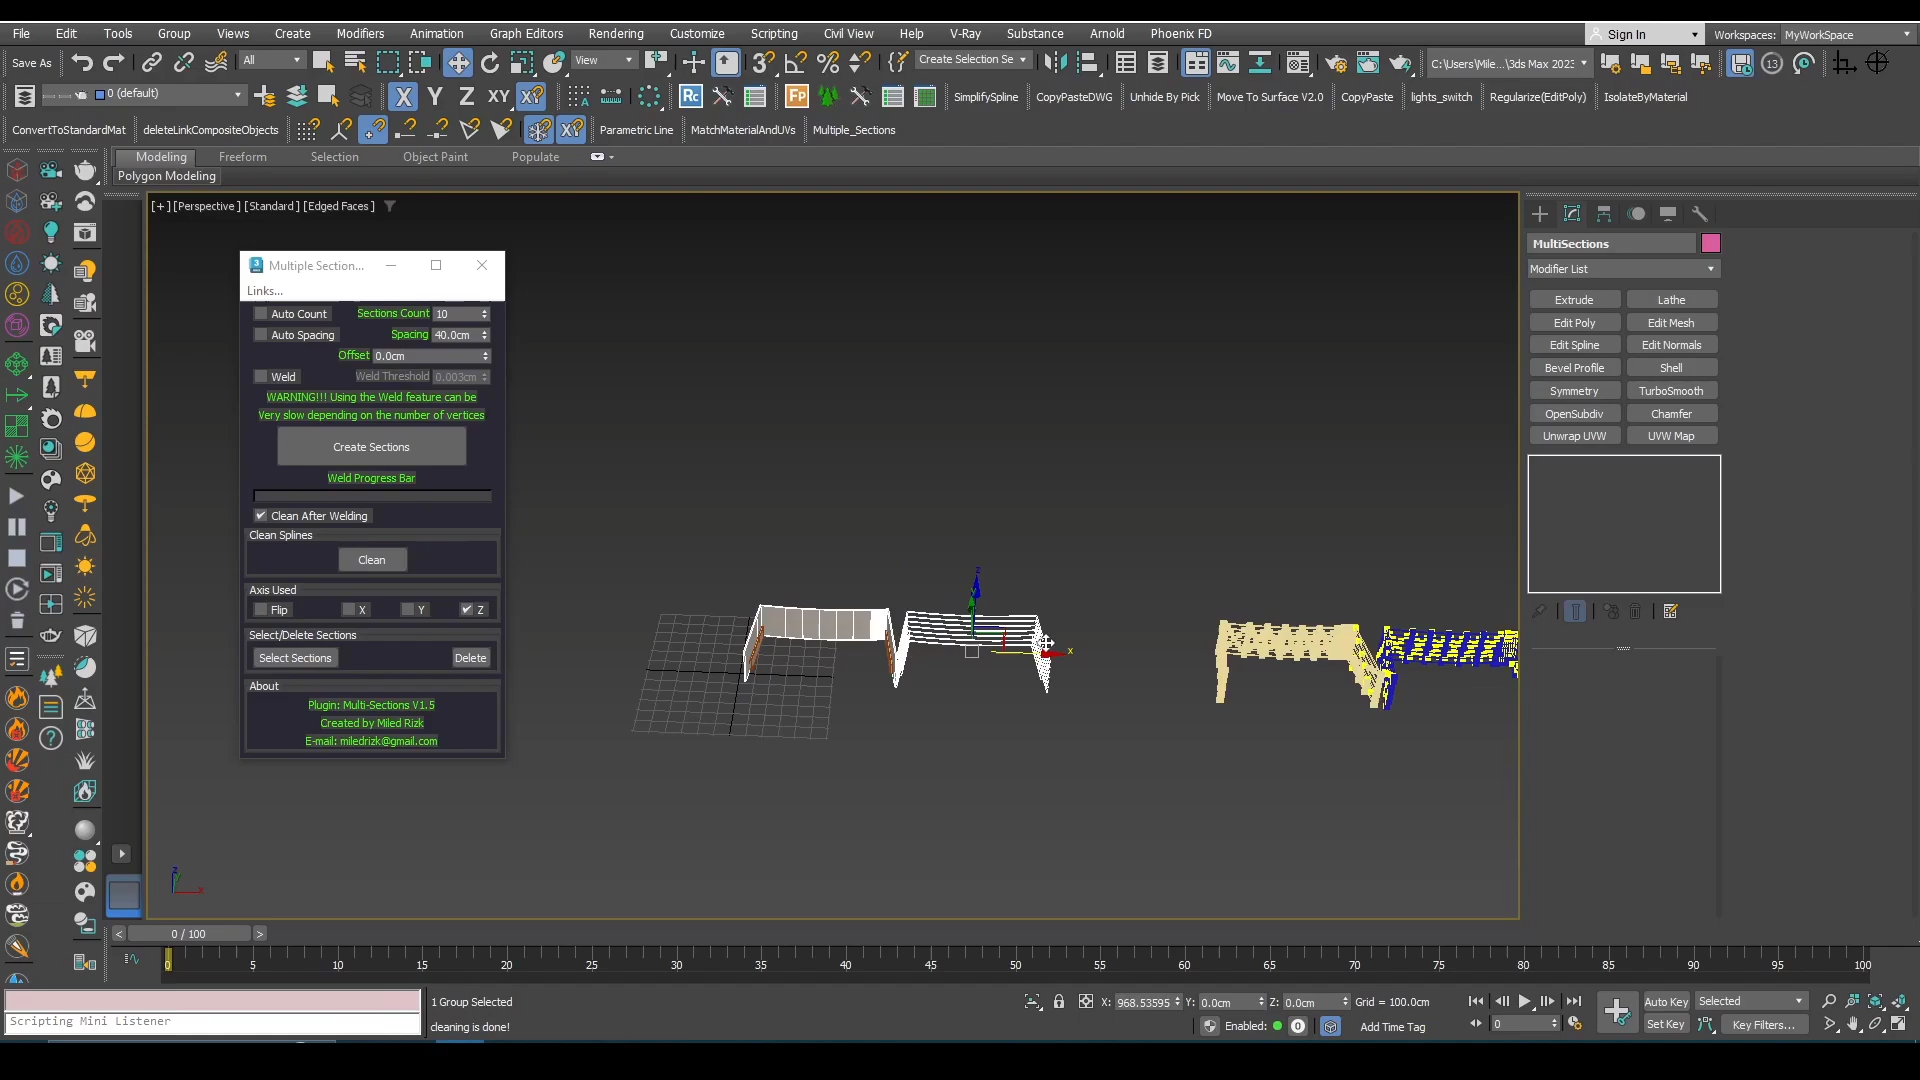 File Edit Tools Group Views Create Modifiers Animation Graph Editors Rendering Customize Scripting Civil View Help V-Ray Substance Arnold Phoenix FD Sign In Workspaces: MyWorkSpace
Save As All View Create Selection Se C:\Users\Mile...\3ds Max 2023 13
0 (default) X Y Z XY XY Rc FP SimplifySpline CopyPasteDWG Unhide By Pick Move To Surface V2.0 CopyPaste lights_switch Regularize(EditPoly) IsolateByMaterial
ConvertToStandardMat deleteLinkCompositeObjects XY Parametric Line MatchMaterialAndUVs Multiple_Sections
Modeling Freeform Selection Object Paint Populate
Polygon Modeling
[+] [Perspective ] [Standard ] [Edged Faces ]
3 Multiple Section...
Links...
Auto Count Sections Count 10
Auto Spacing Spacing 40.0cm
Offset 0.0cm
Weld Weld Threshold 0.003cm
WARNING!!! Using the Weld feature can be
Very slow depending on the number of vertices
Create Sections
Weld Progress Bar
Clean After Welding
Clean Splines
Clean
Axis Used
Flip X Y Z
Select/Delete Sections
Select Sections Delete
About
Plugin: Multi-Sections V1.5
Created by Miled Rizk
E-mail: miledrizk@gmail.com
z
x
z
x
MultiSections
Modifier List
Extrude Lathe
Edit Poly Edit Mesh
Edit Spline Edit Normals
Bevel Profile Shell
Symmetry TurboSmooth
OpenSubdiv Chamfer
Unwrap UVW UVW Map
< 0 / 100 >
0 5 10 15 20 25 30 35 40 45 50 55 60 65 70 75 80 85 90 95 100
1 Group Selected X: 968.53595 Y: 0.0cm Z: 0.0cm Grid = 100.0cm Auto Key Selected
Scripting Mini Listener cleaning is done! Enabled: 0 Add Time Tag 0 Set Key Key Filters...